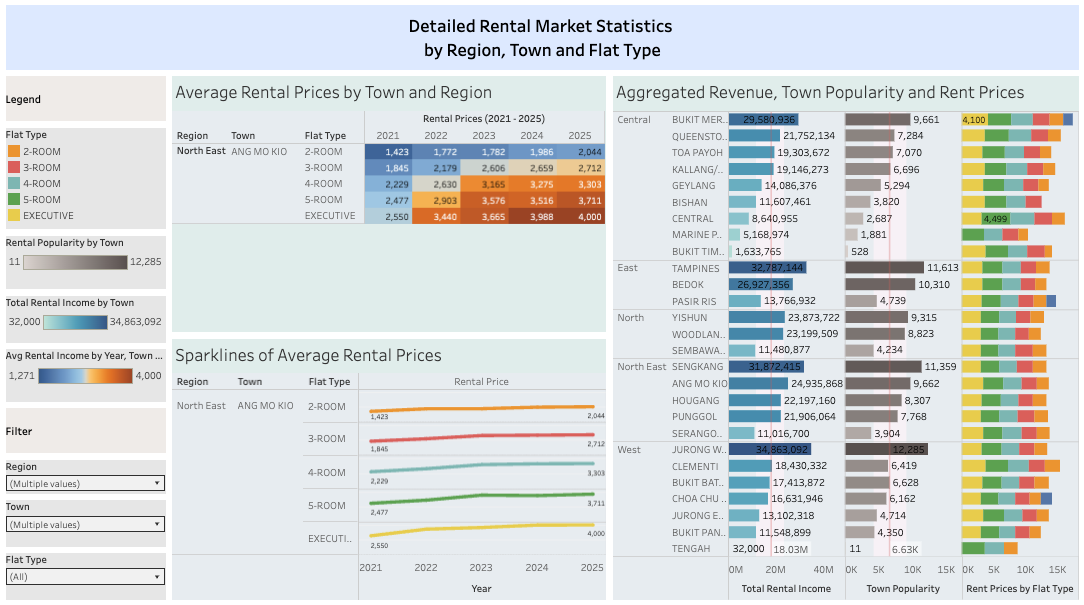 Detailed Rental Market Statistics
by Region, Town and Flat Type
Legend
Flat Type
2-ROOM
3-ROOM
4-ROOM
5-ROOM
EXECUTIVE
Rental Popularity by Town
11 12,285
Total Rental Income by Town
32,000 34,863,092
Avg Rental Income by Year, Town ...
1,271 4,000
Filter
Region
(Multiple values)
Town
(Multiple values)
Flat Type
(All)
Average Rental Prices by Town and Region
Rental Prices (2021 - 2025)
Region Town Flat Type 2021 2022 2023 2024 2025
North East ANG MO KIO 2-ROOM 1,423 1,772 1,782 1,986 2,044
3-ROOM 1,845 2,179 2,606 2,659 2,712
4-ROOM 2,229 2,630 3,165 3,275 3,303
5-ROOM 2,477 2,903 3,576 3,516 3,711
EXECUTIVE 2,550 3,440 3,665 3,988 4,000
Sparklines of Average Rental Prices
Region Town Flat Type Rental Price
North East ANG MO KIO 2-ROOM 1,423 2,044
3-ROOM 1,845 2,712
4-ROOM 2,229 3,303
5-ROOM 2,477 3,711
EXECUTI.. 2,550 4,000
2021 2022 2023 2024 2025
Year
Aggregated Revenue, Town Popularity and Rent Prices
Central BUKIT MER.. 29,580,936 9,661 4,100
QUEENSTO.. 21,752,134 7,284
TOA PAYOH 19,303,672 7,070
KALLANG/.. 19,146,273 6,696
GEYLANG 14,086,376 5,294
BISHAN 11,607,461 3,820
CENTRAL 8,640,955 2,687 4,499
MARINE P.. 5,168,974 1,881
BUKIT TIM.. 1,633,765 528
East TAMPINES 32,787,144 11,613
BEDOK 26,927,356 10,310
PASIR RIS 13,766,932 4,739
North YISHUN 23,873,722 9,315
WOODLAN.. 23,199,509 8,823
SEMBAWA.. 11,480,877 4,234
North East SENGKANG 31,872,415 11,359
ANG MO KIO 24,935,868 9,662
HOUGANG 22,197,160 8,307
PUNGGOL 21,906,064 7,768
SERANGO.. 11,016,700 3,904
West JURONG W.. 34,863,092 12,285
CLEMENTI 18,430,332 6,419
BUKIT BAT.. 17,413,872 6,628
CHOA CHU .. 16,631,946 6,162
JURONG E.. 13,102,318 4,714
BUKIT PAN.. 11,548,899 4,350
TENGAH 32,000 18.03M 11 6.63K
0M 20M 40M 0K 5K 10K 15K 0K 5K 10K 15K
Total Rental Income Town Popularity Rent Prices by Flat Type